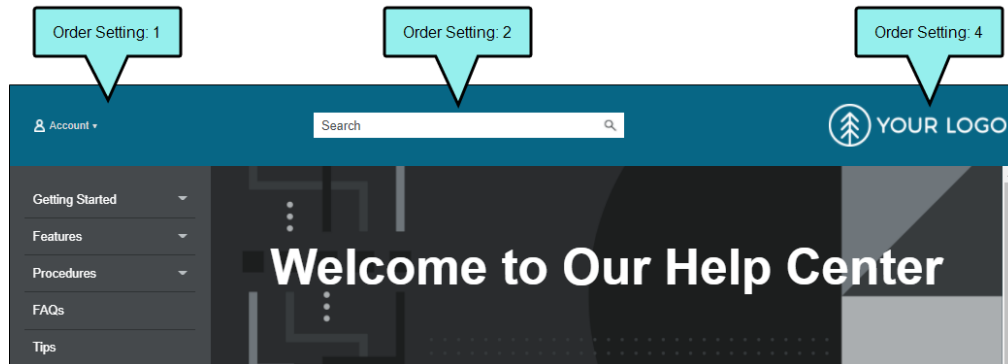 Order Setting: 1
Order Setting: 2
Order Setting: 4
Account
Search
YOUR LOGO
Getting Started
Features
Procedures
FAQs
Tips
Welcome to Our Help Center